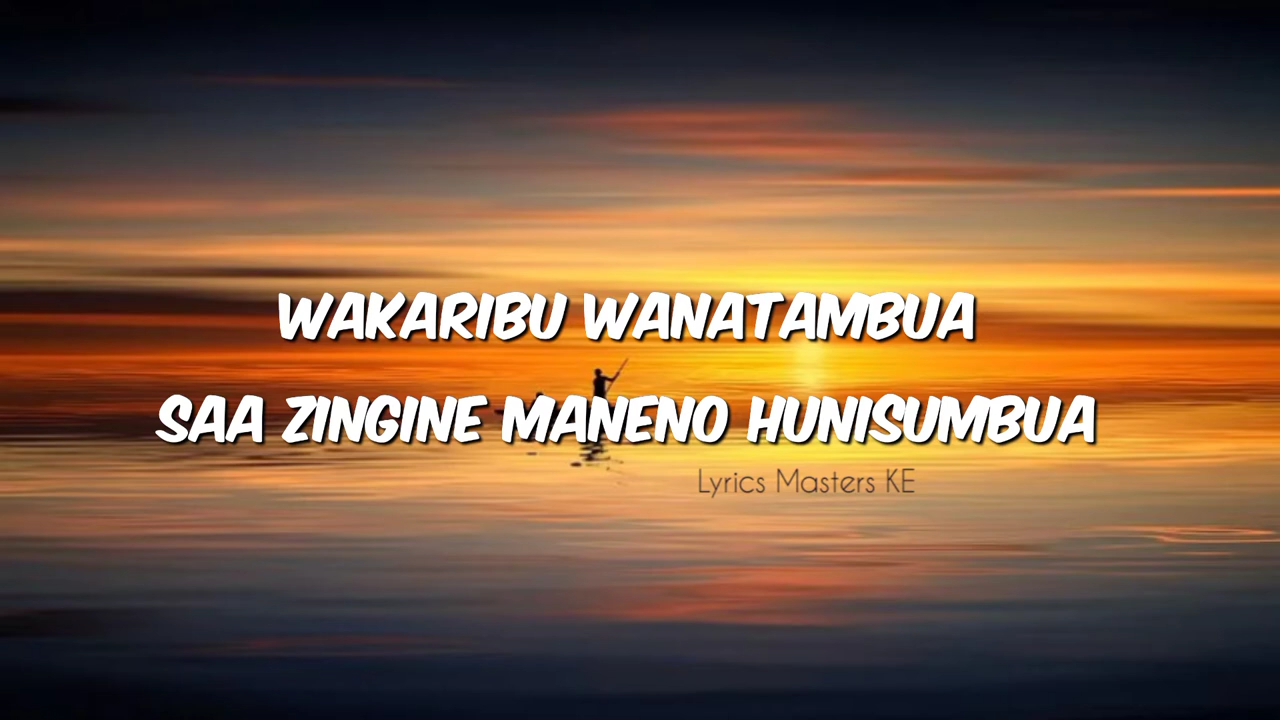 WAKARIBU WANATAMBUA
SAA ZINGINE MANENO HUNISUMBUA
Lyrics Masters KE